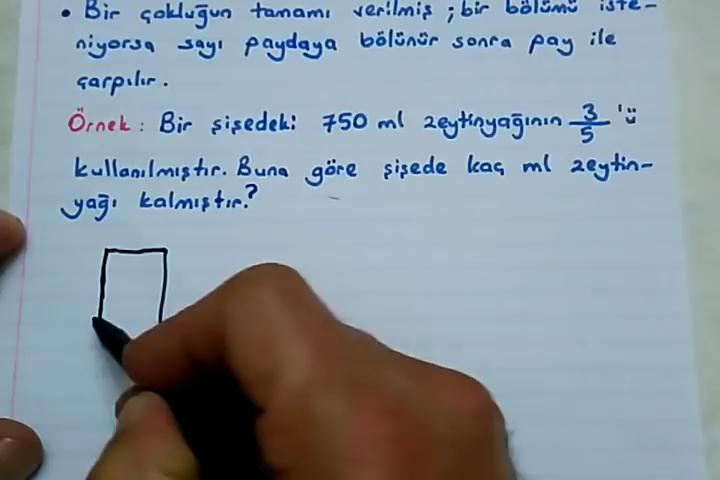 • Bir çokluğun tamamı verilmiş ; bir bölümü iste-
niyorsa sayı paydaya bölünür sonra pay ile
çarpılır.
Örnek: Bir şişedeki 750 ml zeytinyağının 3/5 'ü
kullanılmıştır. Buna göre şişede kaç ml zeytin-
yağı kalmıştır?